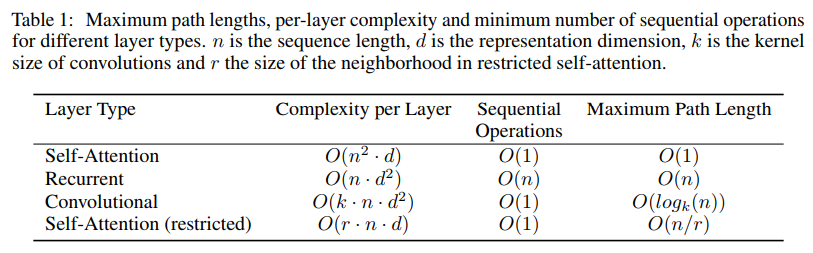 Table 1: Maximum path lengths, per-layer complexity and minimum number of sequential operations
for different layer types. n is the sequence length, d is the representation dimension, k is the kernel
size of convolutions and r the size of the neighborhood in restricted self-attention.
Layer Type Complexity per Layer Sequential Maximum Path Length
Operations
Self-Attention O(n² · d) O(1) O(1)
Recurrent O(n · d²) O(n) O(n)
Convolutional O(k · n · d²) O(1) O(logₖ(n))
Self-Attention (restricted) O(r · n · d) O(1) O(n/r)